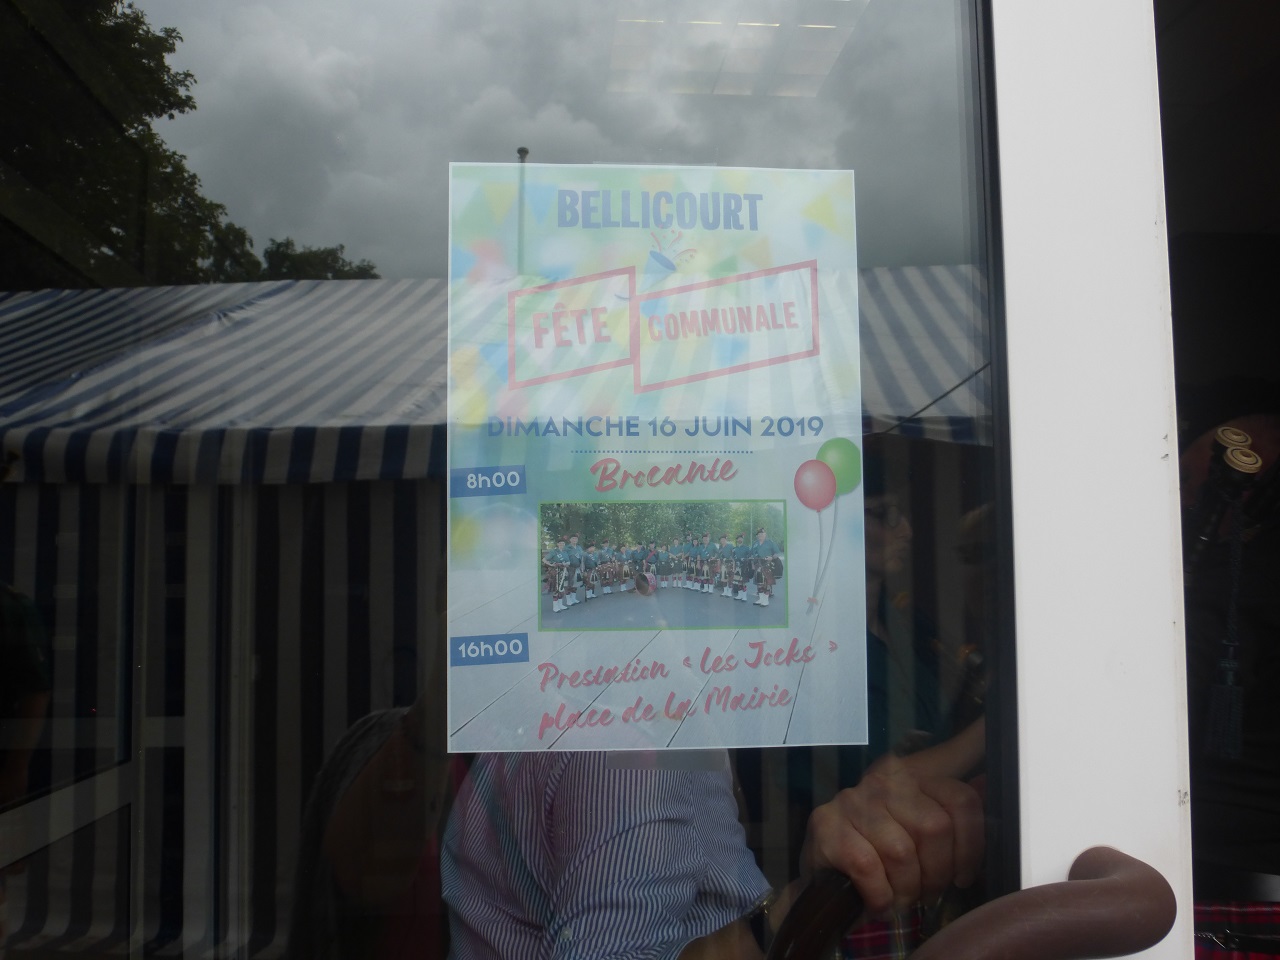 BELLICOURT
FÊTE COMMUNALE
DIMANCHE 16 JUIN 2019
8h00 Brocante
16h00 Prestation "les Jocks"
place de la Mairie